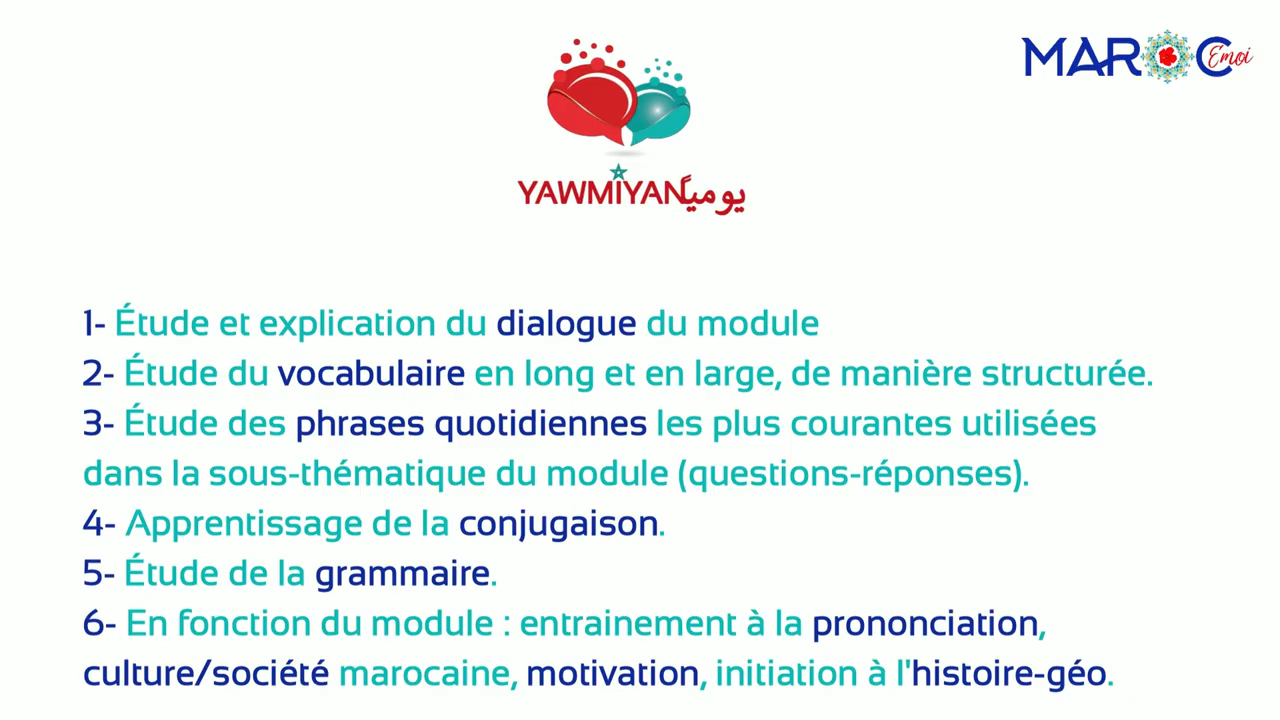 MAROC Emoi
YAWMIYAN يوميا
1- Étude et explication du dialogue du module
2- Étude du vocabulaire en long et en large, de manière structurée.
3- Étude des phrases quotidiennes les plus courantes utilisées
dans la sous-thématique du module (questions-réponses).
4- Apprentissage de la conjugaison.
5- Étude de la grammaire.
6- En fonction du module : entrainement à la prononciation,
culture/société marocaine, motivation, initiation à l'histoire-géo.